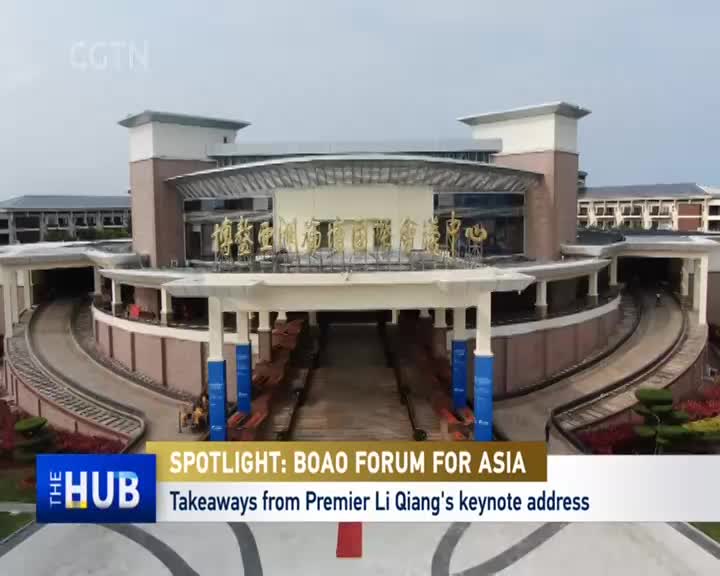 CGTN
博鳌亚洲论坛国际会议中心
SPOTLIGHT: BOAO FORUM FOR ASIA
THE HUB
Takeaways from Premier Li Qiang's keynote address